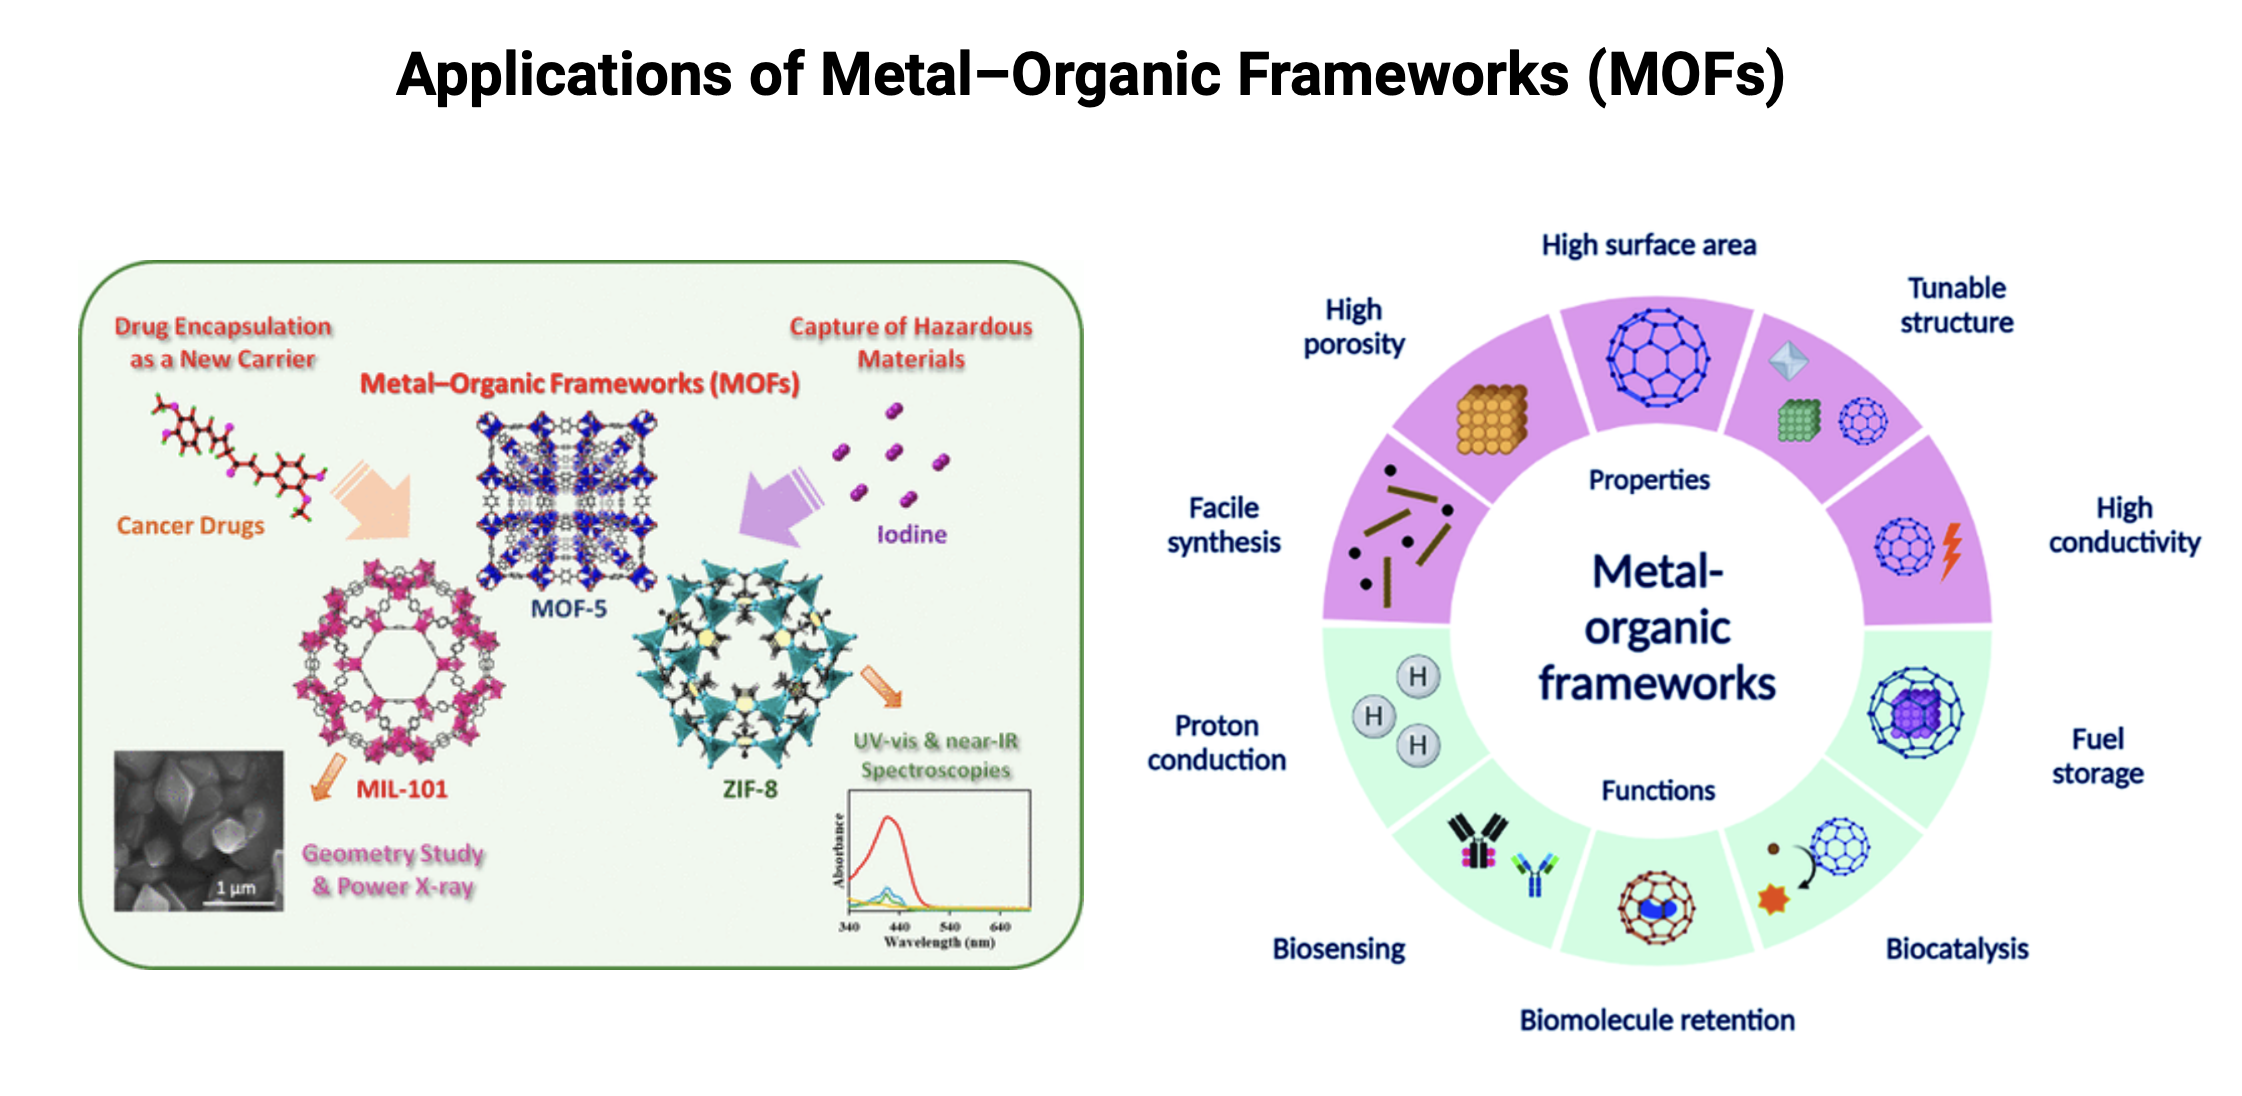 Applications of Metal–Organic Frameworks (MOFs)
Drug Encapsulation
as a New Carrier
Cancer Drugs
Metal–Organic Frameworks (MOFs)
Capture of Hazardous
Materials
Iodine
MOF-5
MIL-101
ZIF-8
Geometry Study
& Power X-ray
1 μm
UV-vis & near-IR
Spectroscopies
Absorbance
340 440 540 640
Wavelength (nm)
High surface area
Tunable
structure
High
porosity
High
conductivity
Facile
synthesis
Properties
Metal-
organic
frameworks
Functions
H
H
H
Proton
conduction
Fuel
storage
Biosensing
Biocatalysis
Biomolecule retention